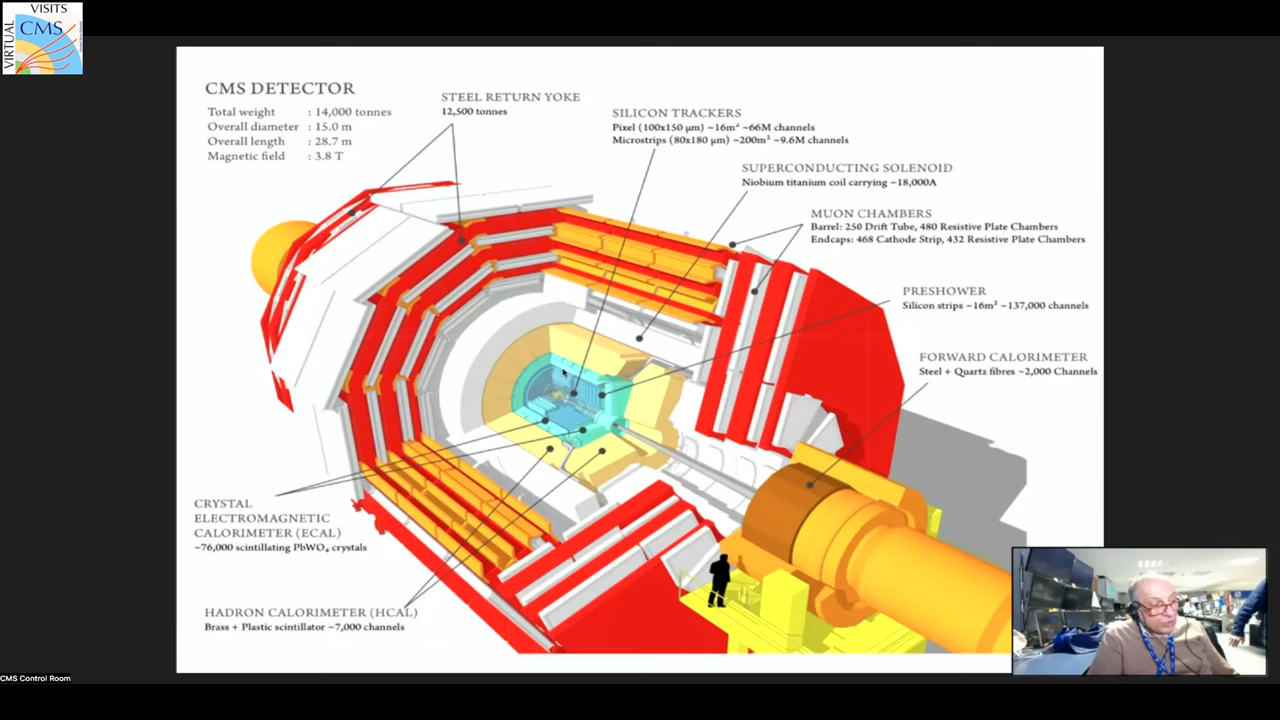 VISITS
VIRTUAL
CMS
CMS DETECTOR
Total weight : 14,000 tonnes
Overall diameter : 15.0 m
Overall length : 28.7 m
Magnetic field : 3.8 T
STEEL RETURN YOKE
12,500 tonnes
SILICON TRACKERS
Pixel (100x150 μm) ~16m² ~66M channels
Microstrips (80x180 μm) ~200m² ~9.6M channels
SUPERCONDUCTING SOLENOID
Niobium titanium coil carrying ~18,000A
MUON CHAMBERS
Barrel: 250 Drift Tube, 480 Resistive Plate Chambers
Endcaps: 468 Cathode Strip, 432 Resistive Plate Chambers
PRESHOWER
Silicon strips ~16m² ~137,000 channels
FORWARD CALORIMETER
Steel + Quartz fibres ~2,000 Channels
CRYSTAL
ELECTROMAGNETIC
CALORIMETER (ECAL)
~76,000 scintillating PbWO₄ crystals
HADRON CALORIMETER (HCAL)
Brass + Plastic scintillator ~7,000 channels
CMS Control Room